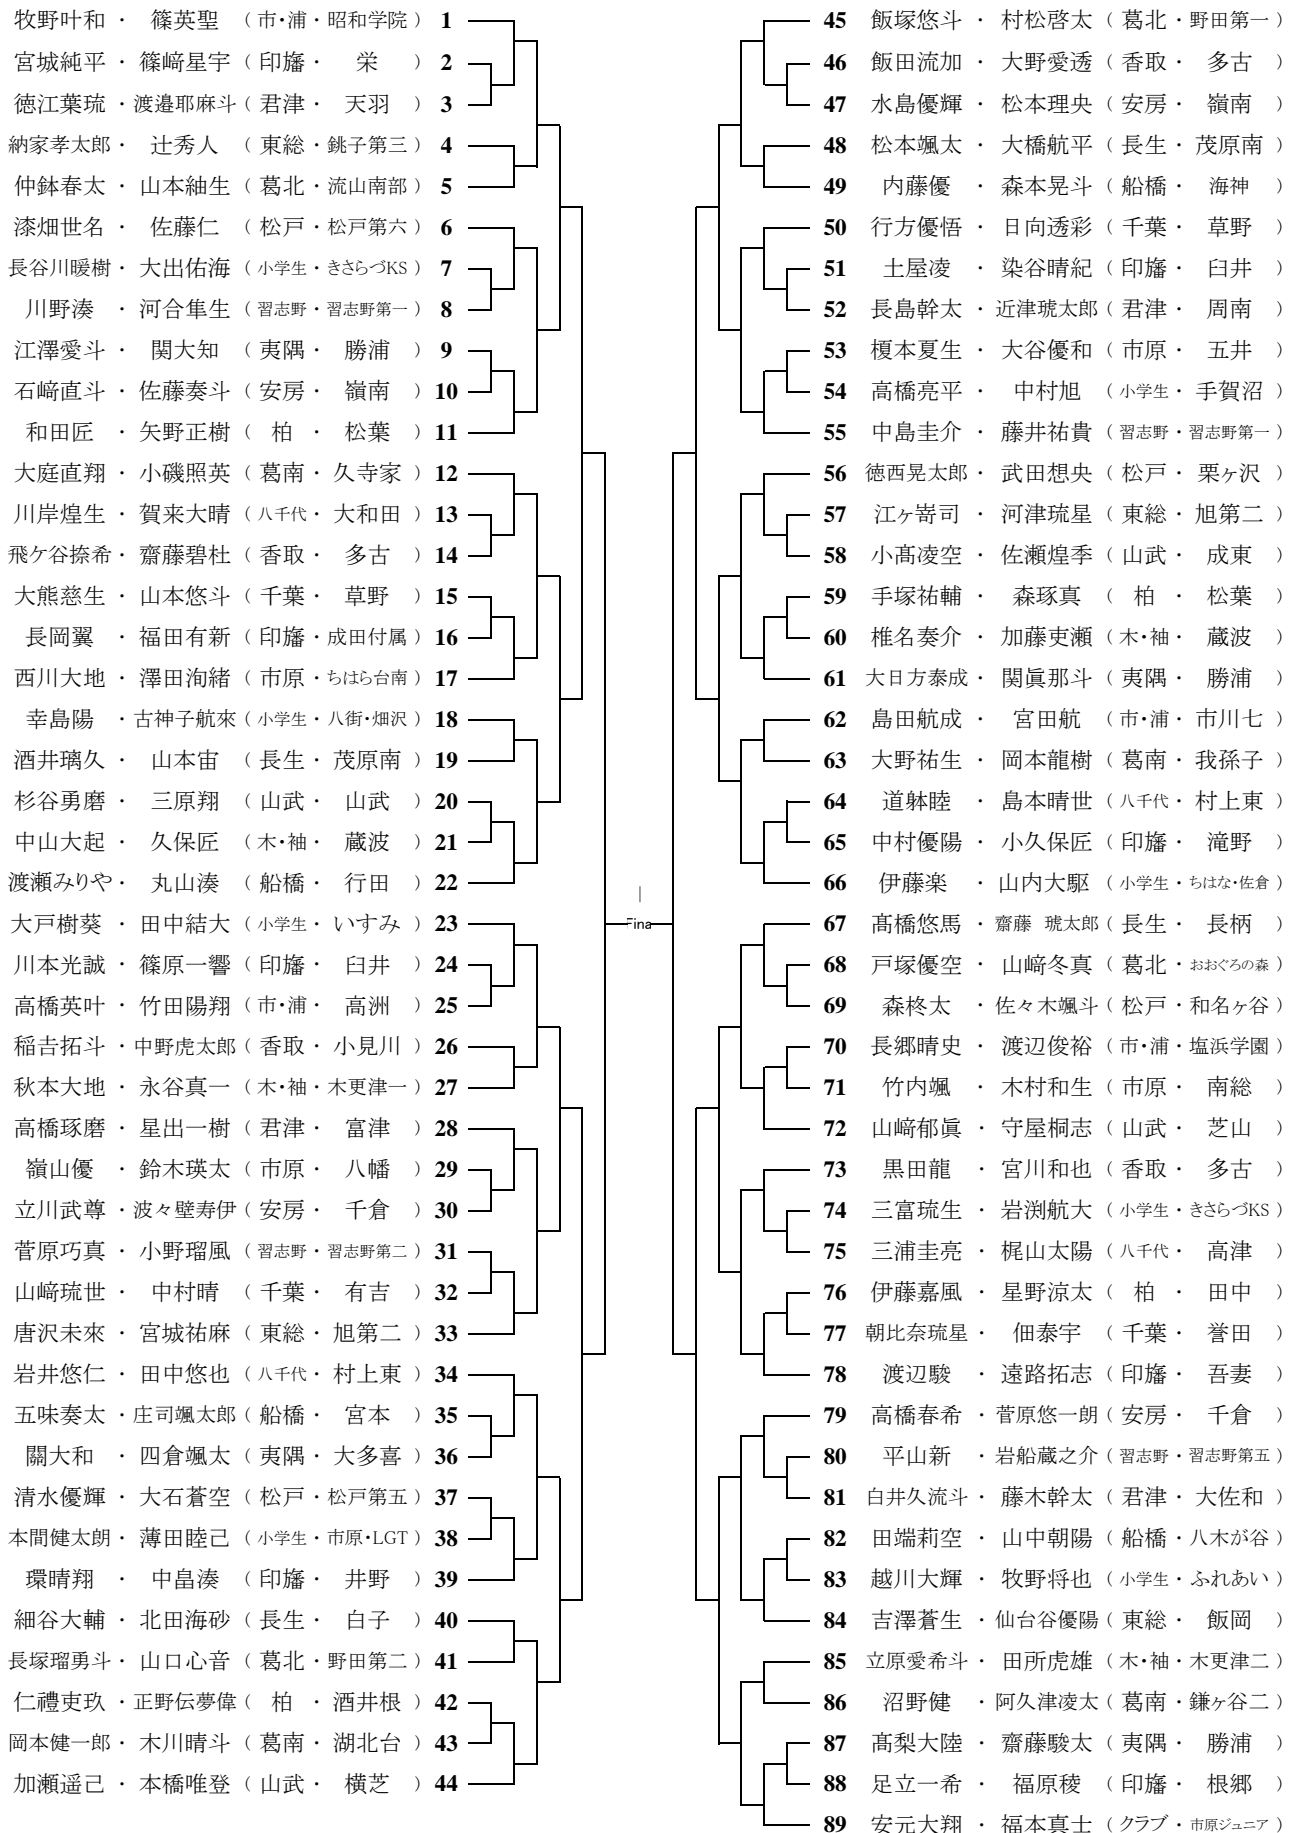 牧野叶和 ・ 篠英聖 （市・浦・昭和学院） 1
宮城純平 ・ 篠﨑星宇 （印旛・ 栄 ） 2
徳江葉琉 ・ 渡邉耶麻斗 （君津・ 天羽 ） 3
納家孝太郎 ・ 辻秀人 （東総・銚子第三） 4
仲鉢春太 ・ 山本紬生 （葛北・流山南部） 5
漆畑世名 ・ 佐藤仁 （松戸・松戸第六） 6
長谷川暖樹 ・ 大出佑海 （小学生・きさらづKS） 7
川野湊 ・ 河合隼生 （習志野・習志野第一） 8
江澤愛斗 ・ 関大知 （夷隅・ 勝浦 ） 9
石﨑直斗 ・ 佐藤奏斗 （安房・ 嶺南 ） 10
和田匠 ・ 矢野正樹 （ 柏 ・ 松葉 ） 11
大庭直翔 ・ 小磯照英 （葛南・久寺家） 12
川岸煌生 ・ 賀来大晴 （八千代・大和田） 13
飛ケ谷捺希 ・ 齋藤碧杜 （香取・ 多古 ） 14
大熊慈生 ・ 山本悠斗 （千葉・ 草野 ） 15
長岡翼 ・ 福田有新 （印旛・成田付属） 16
西川大地 ・ 澤田洵緒 （市原・ちはら台南） 17
幸島陽 ・ 古神子航來 （小学生・八街・畑沢） 18
酒井璃久 ・ 山本宙 （長生・茂原南） 19
杉谷勇磨 ・ 三原翔 （山武・ 山武 ） 20
中山大起 ・ 久保匠 （木・袖・ 蔵波 ） 21
渡瀬みりや ・ 丸山湊 （船橋・ 行田 ） 22
大戸樹葵 ・ 田中結大 （小学生・いすみ） 23
川本光誠 ・ 篠原一響 （印旛・ 臼井 ） 24
高橋英叶 ・ 竹田陽翔 （市・浦・ 高洲 ） 25
稲吉拓斗 ・ 中野虎太郎 （香取・小見川） 26
秋本大地 ・ 永谷真一 （木・袖・木更津一） 27
高橋琢磨 ・ 星出一樹 （君津・ 富津 ） 28
嶺山優 ・ 鈴木瑛太 （市原・ 八幡 ） 29
立川武尊 ・ 波々壁寿伊 （安房・ 千倉 ） 30
菅原巧真 ・ 小野瑠風 （習志野・習志野第二） 31
山﨑琉世 ・ 中村晴 （千葉・ 有吉 ） 32
唐沢未來 ・ 宮城祐麻 （東総・旭第二） 33
岩井悠仁 ・ 田中悠也 （八千代・村上東） 34
五味奏太 ・ 庄司颯太郎 （船橋・ 宮本 ） 35
關大和 ・ 四倉颯太 （夷隅・大多喜） 36
清水優輝 ・ 大石蒼空 （松戸・松戸第五） 37
本間健太朗 ・ 薄田睦己 （小学生・市原・LGT） 38
環晴翔 ・ 中畠湊 （印旛・ 井野 ） 39
細谷大輔 ・ 北田海砂 （長生・ 白子 ） 40
長塚瑠勇斗 ・ 山口心音 （葛北・野田第二） 41
仁禮吏玖 ・ 正野伝夢偉 （ 柏 ・酒井根） 42
岡本健一郎 ・ 木川晴斗 （葛南・湖北台） 43
加瀬遥己 ・ 本橋唯登 （山武・ 横芝 ） 44
Fina
45 飯塚悠斗 ・ 村松啓太 （葛北・野田第一）
46 飯田流加 ・ 大野愛透 （香取・ 多古 ）
47 水島優輝 ・ 松本理央 （安房・ 嶺南 ）
48 松本颯太 ・ 大橋航平 （長生・茂原南）
49 内藤優 ・ 森本晃斗 （船橋・ 海神 ）
50 行方優悟 ・ 日向透彩 （千葉・ 草野 ）
51 土屋凌 ・ 染谷晴紀 （印旛・ 臼井 ）
52 長島幹太 ・ 近津琥太郎 （君津・ 周南 ）
53 榎本夏生 ・ 大谷優和 （市原・ 五井 ）
54 高橋亮平 ・ 中村旭 （小学生・手賀沼）
55 中島圭介 ・ 藤井祐貴 （習志野・習志野第一）
56 徳西晃太郎 ・ 武田想央 （松戸・栗ヶ沢）
57 江ヶ嵜司 ・ 河津琉星 （東総・旭第二）
58 小髙凌空 ・ 佐瀬煌季 （山武・ 成東 ）
59 手塚祐輔 ・ 森琢真 （ 柏 ・ 松葉 ）
60 椎名奏介 ・ 加藤吏瀬 （木・袖・ 蔵波 ）
61 大日方泰成 ・ 関眞那斗 （夷隅・ 勝浦 ）
62 島田航成 ・ 宮田航 （市・浦・市川七）
63 大野祐生 ・ 岡本龍樹 （葛南・我孫子）
64 道躰睦 ・ 島本晴世 （八千代・村上東）
65 中村優陽 ・ 小久保匠 （印旛・ 滝野 ）
66 伊藤楽 ・ 山内大駆 （小学生・ちはな・佐倉）
67 髙橋悠馬 ・ 齋藤 琥太郎 （長生・ 長柄 ）
68 戸塚優空 ・ 山﨑冬真 （葛北・おおぐろの森）
69 森柊太 ・ 佐々木颯斗 （松戸・和名ヶ谷）
70 長郷晴史 ・ 渡辺俊裕 （市・浦・塩浜学園）
71 竹内颯 ・ 木村和生 （市原・ 南総 ）
72 山﨑郁眞 ・ 守屋桐志 （山武・ 芝山 ）
73 黒田龍 ・ 宮川和也 （香取・ 多古 ）
74 三富琉生 ・ 岩渕航大 （小学生・きさらづKS）
75 三浦圭亮 ・ 梶山太陽 （八千代・ 高津 ）
76 伊藤嘉風 ・ 星野涼太 （ 柏 ・ 田中 ）
77 朝比奈琉星 ・ 佃泰宇 （千葉・ 誉田 ）
78 渡辺駿 ・ 遠路拓志 （印旛・ 吾妻 ）
79 高橋春希 ・ 菅原悠一朗 （安房・ 千倉 ）
80 平山新 ・ 岩船蔵之介 （習志野・習志野第五）
81 白井久流斗 ・ 藤木幹太 （君津・大佐和）
82 田端莉空 ・ 山中朝陽 （船橋・八木が谷）
83 越川大輝 ・ 牧野将也 （小学生・ふれあい）
84 吉澤蒼生 ・ 仙台谷優陽 （東総・ 飯岡 ）
85 立原愛希斗 ・ 田所虎雄 （木・袖・木更津二）
86 沼野健 ・ 阿久津凌太 （葛南・鎌ヶ谷二）
87 髙梨大陸 ・ 齋藤駿太 （夷隅・ 勝浦 ）
88 足立一希 ・ 福原稜 （印旛・ 根郷 ）
89 安元大翔 ・ 福本真士 （クラブ・市原ジュニア）